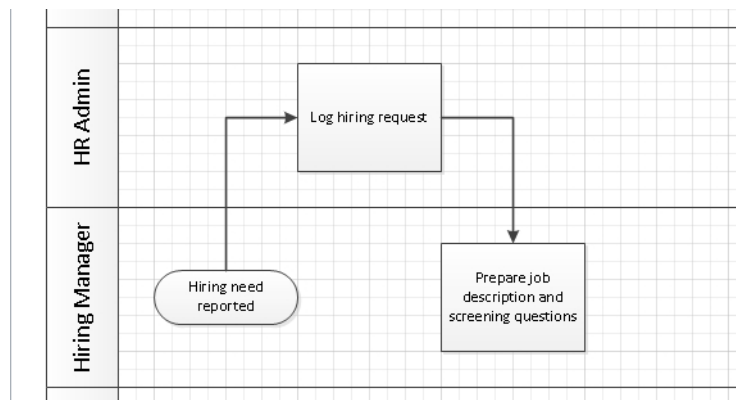 HR Admin
Log hiring request
Hiring Manager
Hiring need
reported
Prepare job
description and
screening questions